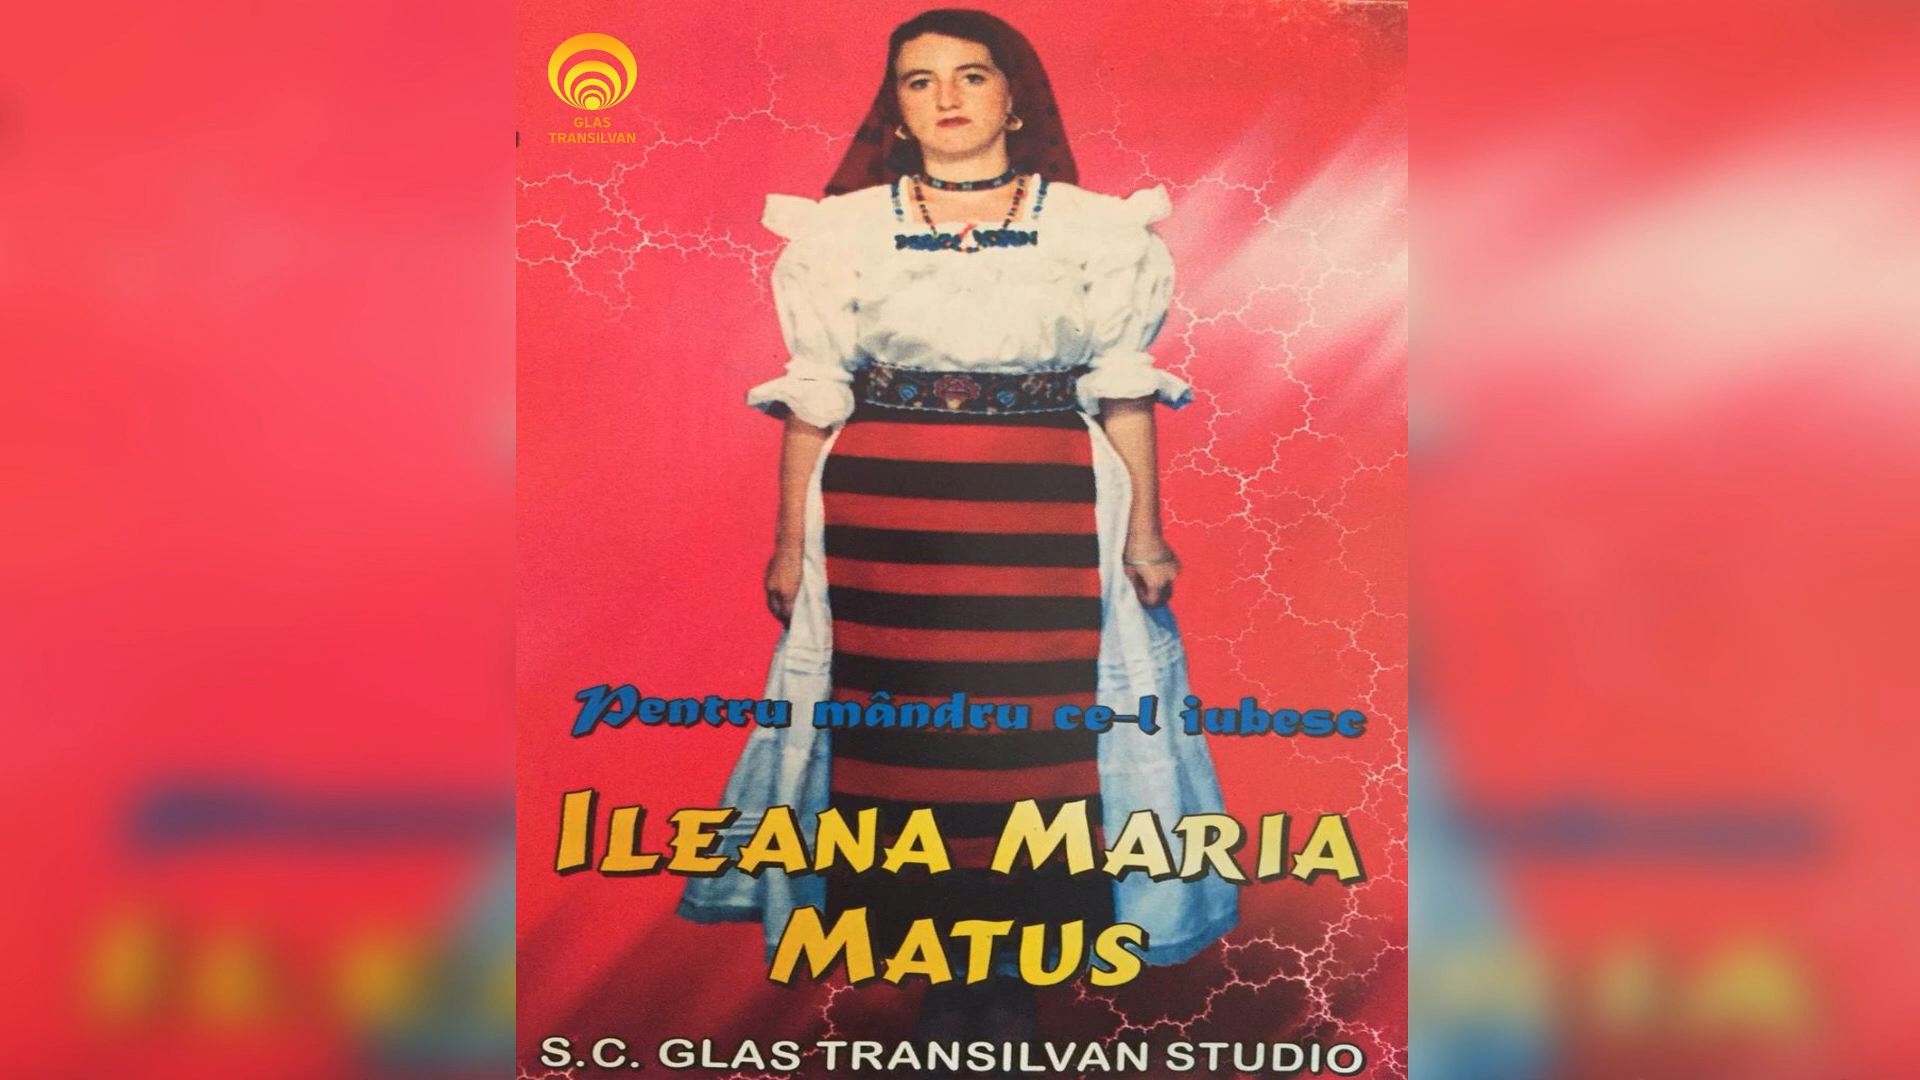 GLAS
TRANSILVAN
Pentru mândru ce-l iubesc
ILEANA MARIA
MATUS
S.C. GLAS TRANSILVAN STUDIO